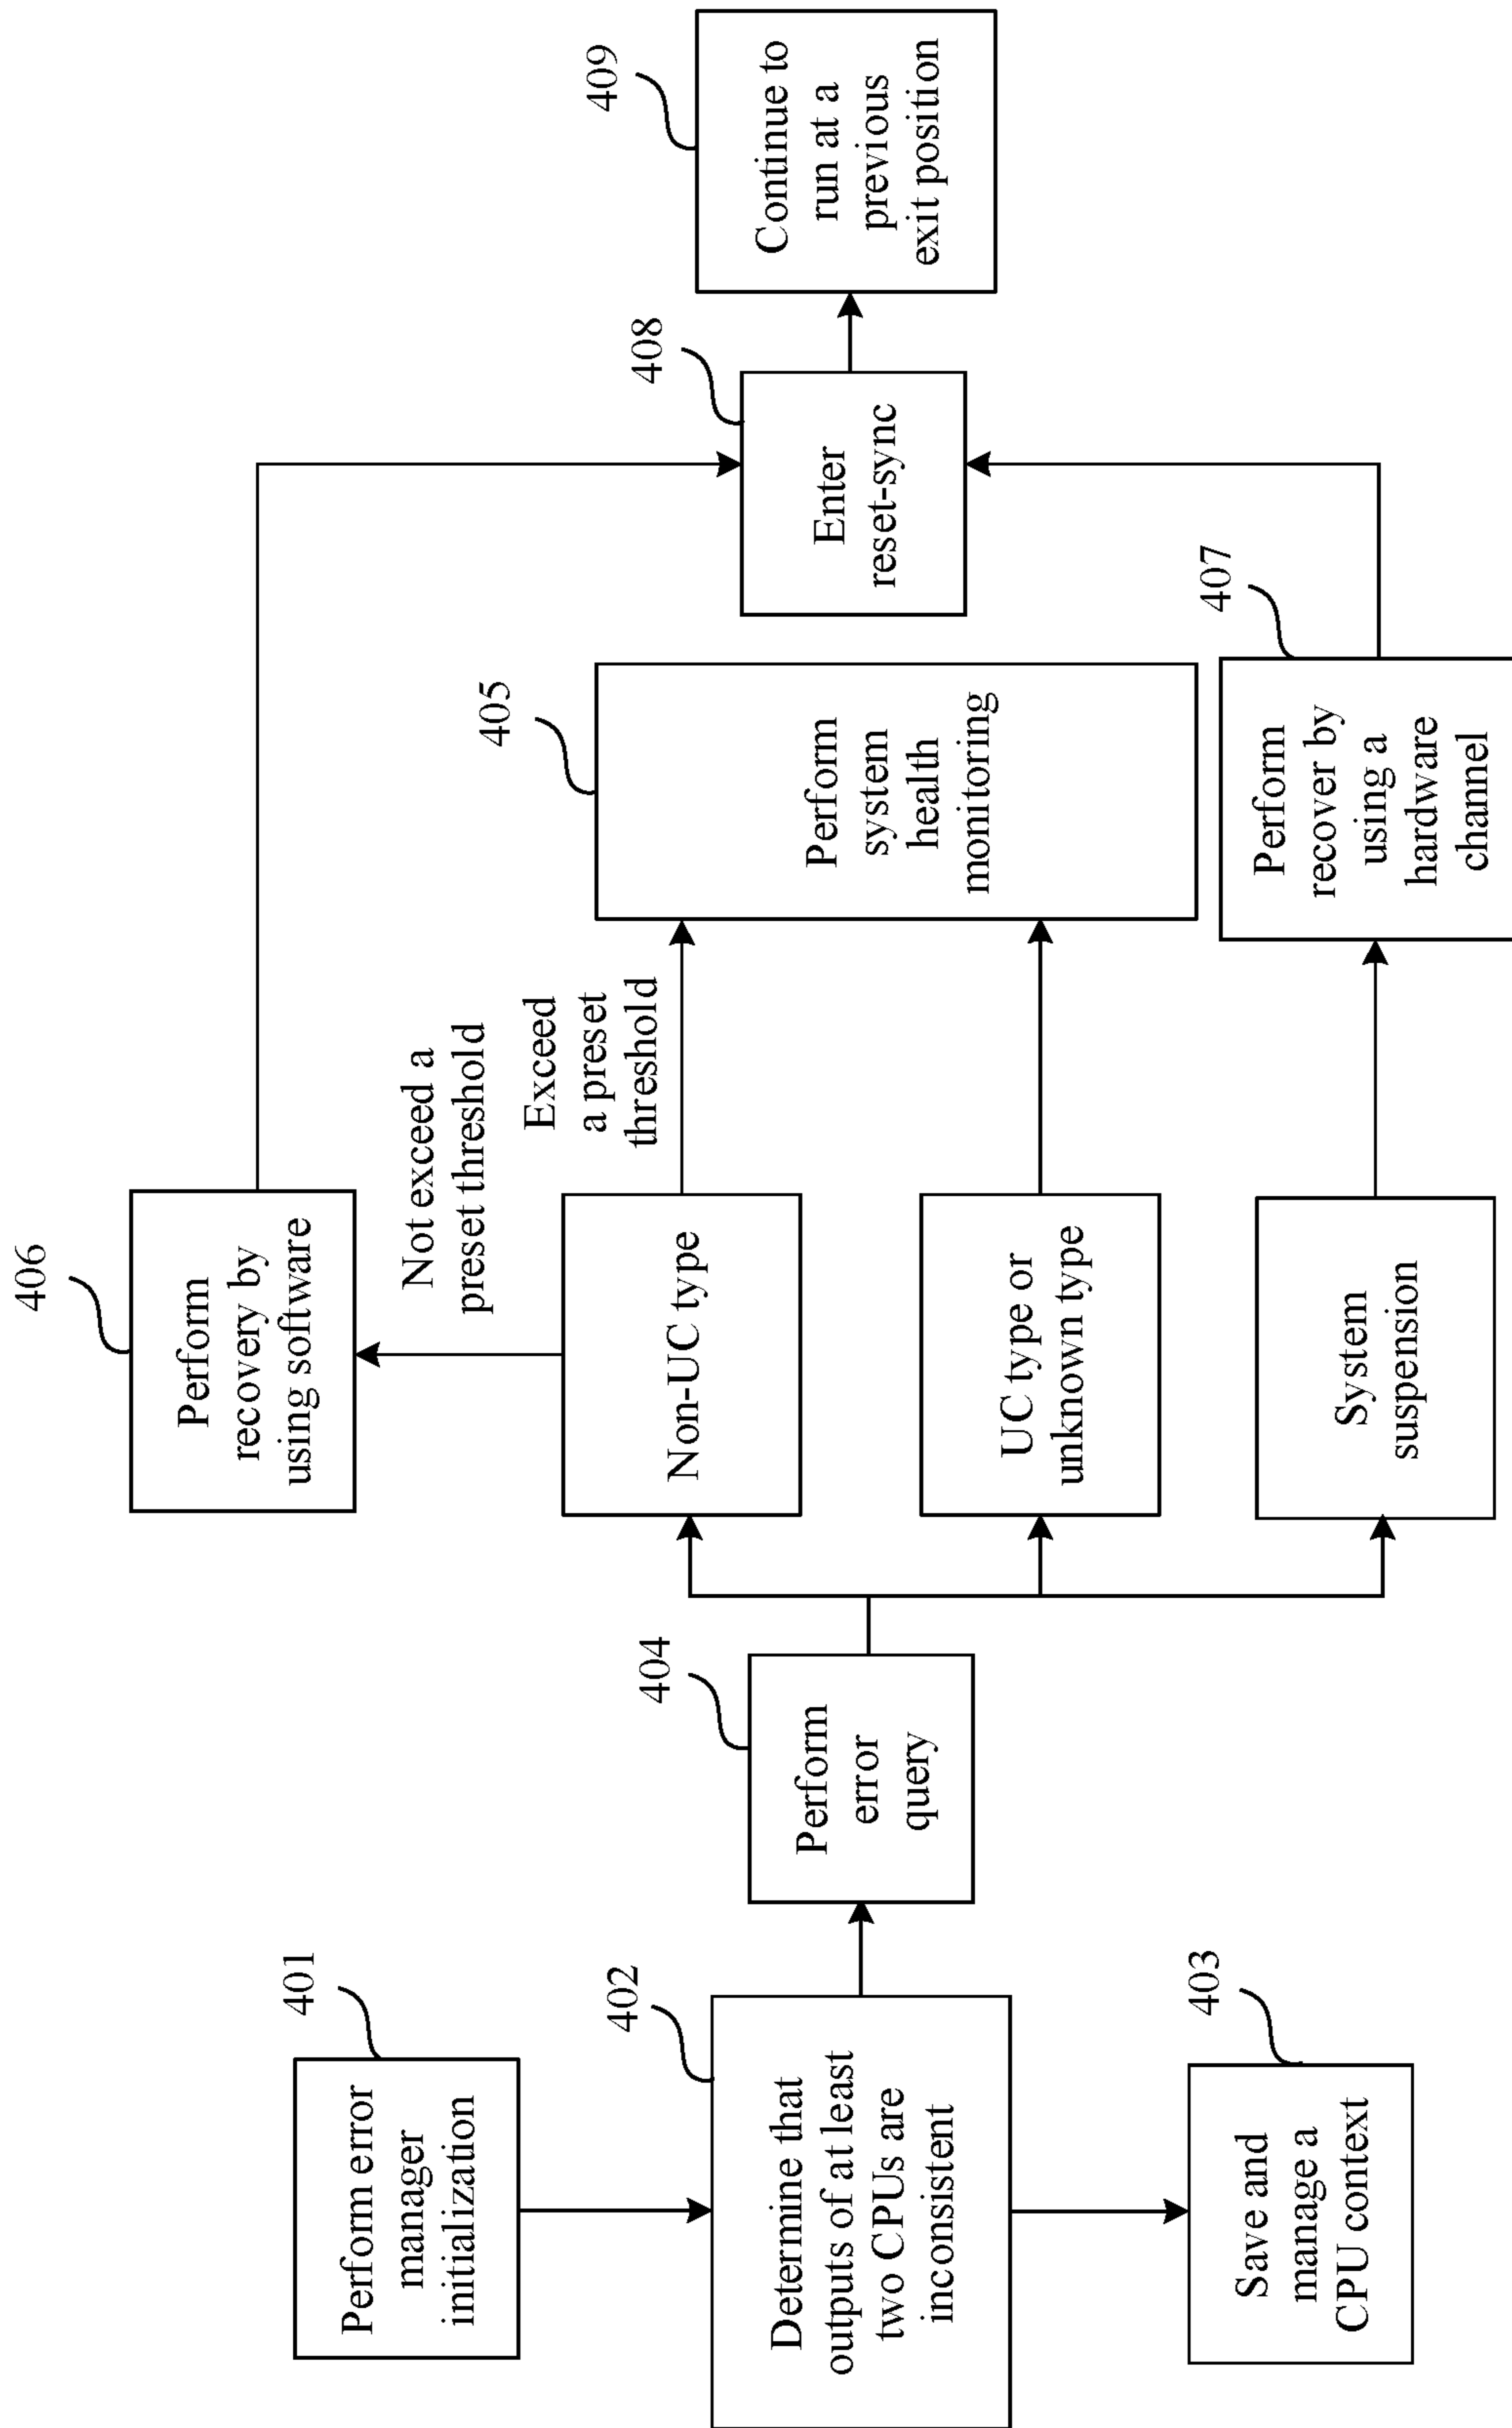 401
Perform error
manager
initialization
402
Determine that
outputs of at least
two CPUs are
inconsistent
403
Save and
manage a
CPU context
404
Perform
error
query
406
Perform
recovery by
using software
Not exceed a
preset threshold
Exceed
a preset
threshold
Non-UC type
UC type or
unknown type
System
suspension
405
Perform
system
health
monitoring
407
Perform
recover by
using a
hardware
channel
408
Enter
reset-sync
409
Continue to
run at a
previous
exit position